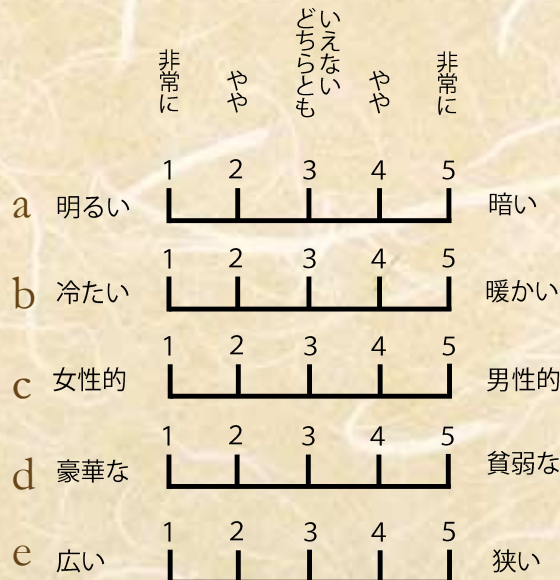 非常に
やや
どちらとも
いえない
やや
非常に
1 2 3 4 5
a 明るい 暗い
1 2 3 4 5
b 冷たい 暖かい
1 2 3 4 5
c 女性的 男性的
1 2 3 4 5
d 豪華な 貧弱な
1 2 3 4 5
e 広い 狭い